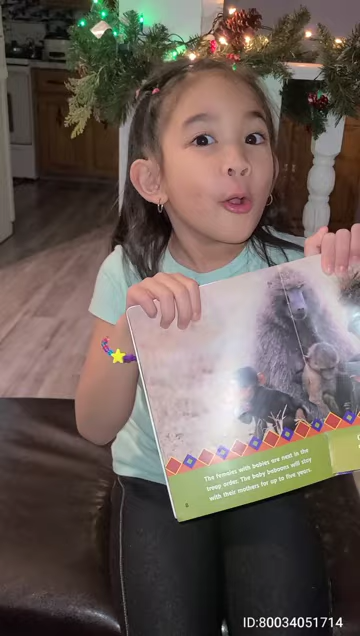 The females with babies are next in the
troop order. The baby baboons will stay
with their mothers for up to five years.
ID:80034051714